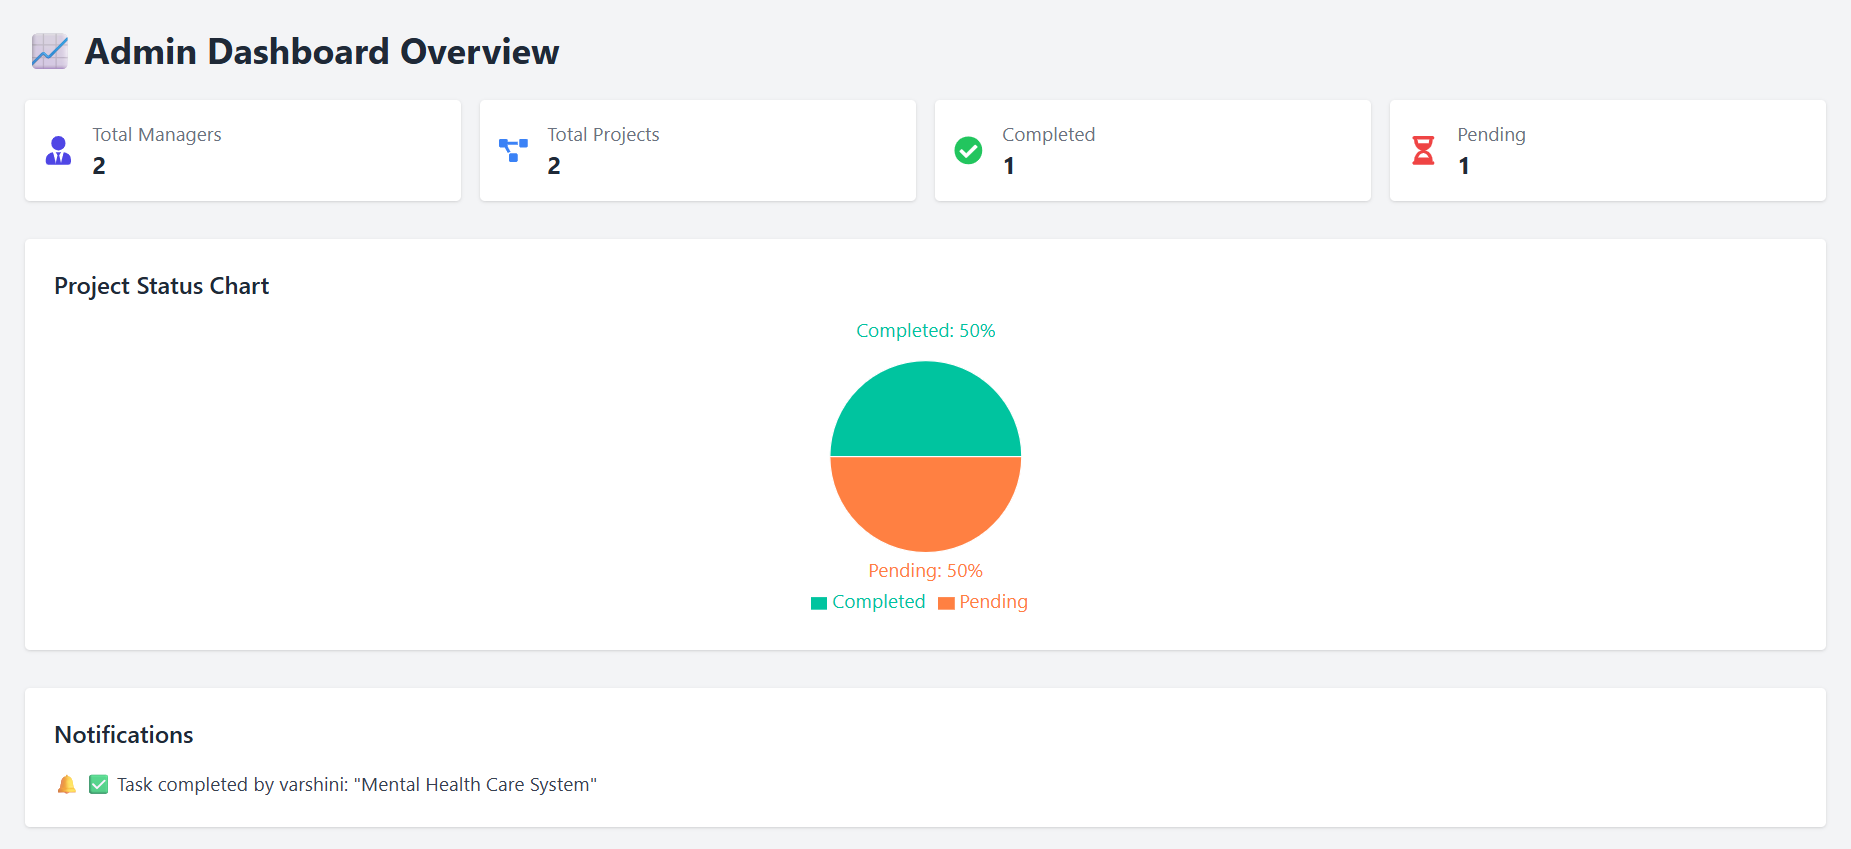 Admin Dashboard Overview
Total Managers
2
Total Projects
2
Completed
1
Pending
1
Project Status Chart
Completed: 50%
Pending: 50%
Completed Pending
Notifications
Task completed by varshini: "Mental Health Care System"